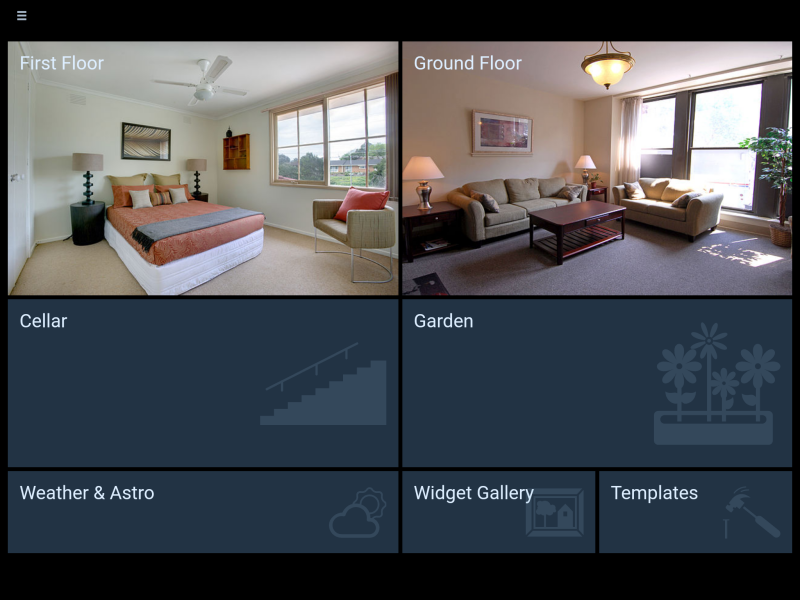 First Floor
Ground Floor
Cellar
Garden
Weather & Astro
Widget Gallery
Templates